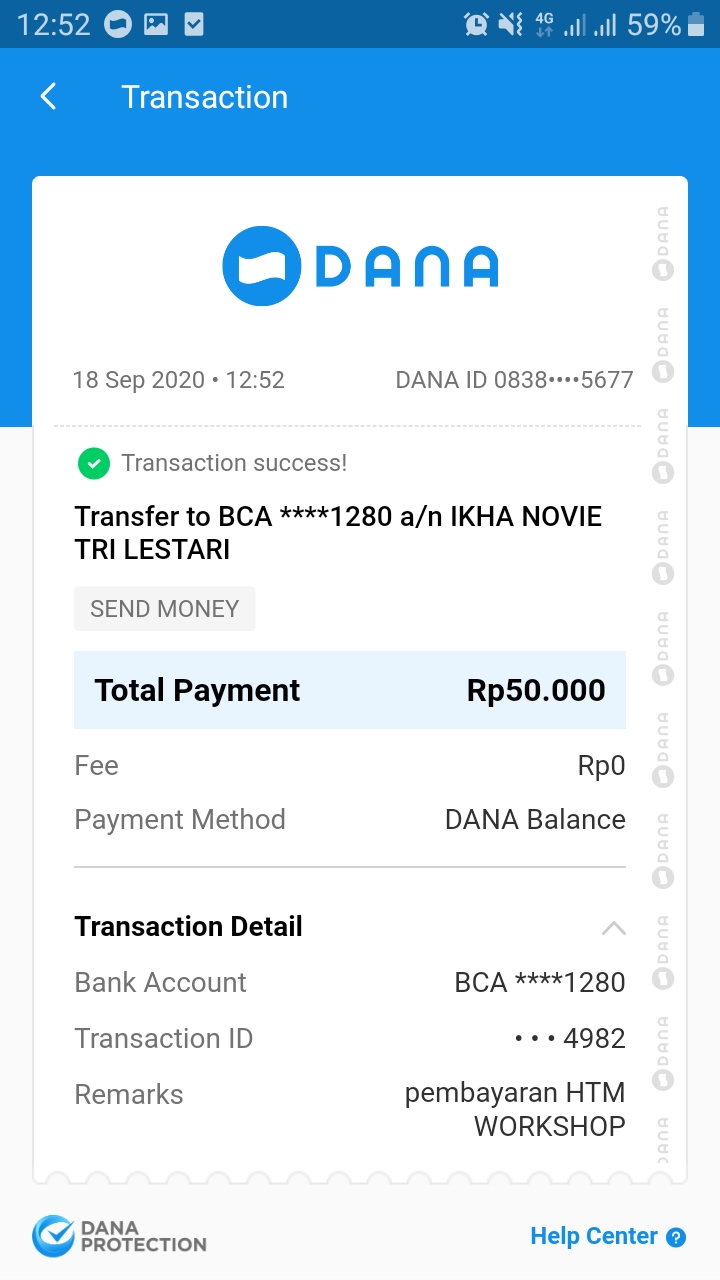 12:52 4G 59%
Transaction
DANA
18 Sep 2020 • 12:52 DANA ID 0838••••5677
Transaction success!
Transfer to BCA ****1280 a/n IKHA NOVIE
TRI LESTARI
SEND MONEY
Total Payment Rp50.000
Fee Rp0
Payment Method DANA Balance
Transaction Detail
Bank Account BCA ****1280
Transaction ID • • • 4982
Remarks pembayaran HTM
WORKSHOP
DANA
DANA
DANA
DANA
DANA
DANA
DANA
DANA
DANA
DANA
DANA
PROTECTION
Help Center ?